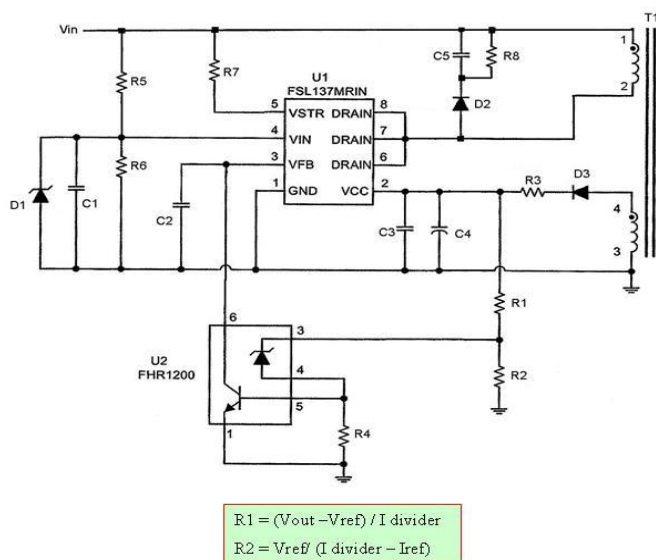 T1
Vin
1
C5
R8
R5
R7
U1
FSL137MRIN
2
D2
5 VSTR DRAIN 8
4 VIN DRAIN 7
3 VFB DRAIN 6
1 GND VCC 2
R6
R3
D3
4
D1
C1
C2
C3
C4
3
R1
6
3
U2
FHR1200
4
R2
5
1
R4
R1 = (Vout –Vref) / I divider
R2 = Vref/ (I divider – Iref)